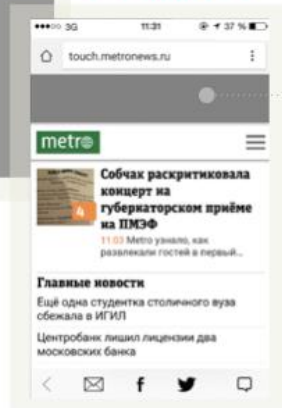 3G 11:31 37 %
touch.metronews.ru
metro
4
Собчак раскритиковала
концерт на
губернаторском приёме
на ПМЭФ
11:03 Metro узнало, как
развлекали гостей в первый...
Главные новости
Ещё одна студентка столичного вуза
сбежала в ИГИЛ
Центробанк лишил лицензии два
московских банка
f